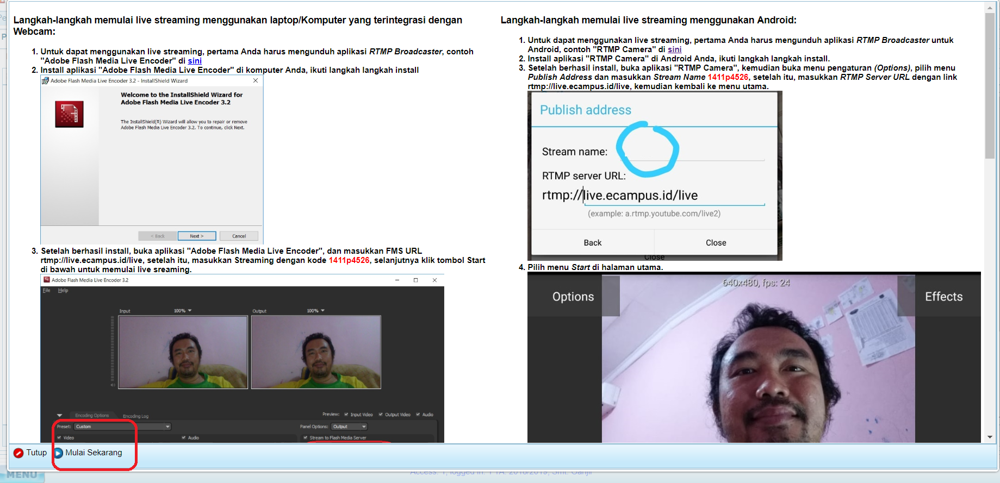 Langkah-langkah memulai live streaming menggunakan laptop/Komputer yang terintegrasi dengan
Webcam:
1. Untuk dapat menggunakan live streaming, pertama Anda harus mengunduh aplikasi RTMP Broadcaster, contoh
"Adobe Flash Media Live Encoder" di sini
2. Install aplikasi "Adobe Flash Media Live Encoder" di komputer Anda, ikuti langkah langkah install
Adobe Flash Media Live Encoder 3.2 - InstallShield Wizard
Welcome to the InstallShield Wizard for
Adobe Flash Media Live Encoder 3.2
The InstallShield(R) Wizard will allow you to repair or remove
Adobe Flash Media Live Encoder 3.2. To continue, click Next.
< Back Next > Cancel
3. Setelah berhasil install, buka aplikasi "Adobe Flash Media Live Encoder", dan masukkan FMS URL
rtmp://live.ecampus.id/live, setelah itu, masukkan Streaming dengan kode 1411p4526, selanjutnya klik tombol Start
di bawah untuk memulai live sreaming.
Adobe Flash Media Live Encoder 3.2
File Help
Input 100% Output 100%
Preview: Input Video Output Video Audio
Encoding Options Encoding Log
Preset: Custom Panel Options: Output
Video Audio Stream to Flash Media Server
Langkah-langkah memulai live streaming menggunakan Android:
1. Untuk dapat menggunakan live streaming, pertama Anda harus mengunduh aplikasi RTMP Broadcaster untuk
Android, contoh "RTMP Camera" di sini
2. Install aplikasi "RTMP Camera" di Android Anda, ikuti langkah langkah install.
3. Setelah berhasil install, buka aplikasi "RTMP Camera", kemudian buka menu pengaturan (Options), pilih menu
Publish Address dan masukkan Stream Name 1411p4526, setelah itu, masukkan RTMP Server URL dengan link
rtmp://live.ecampus.id/live, kemudian kembali ke menu utama.
Publish address
Stream name:
RTMP server URL:
rtmp://live.ecampus.id/live
(example: a.rtmp.youtube.com/live2)
Back Close
Close
4. Pilih menu Start di halaman utama.
640x480, fps: 24
Options Effects
Tutup Mulai Sekarang
MENU